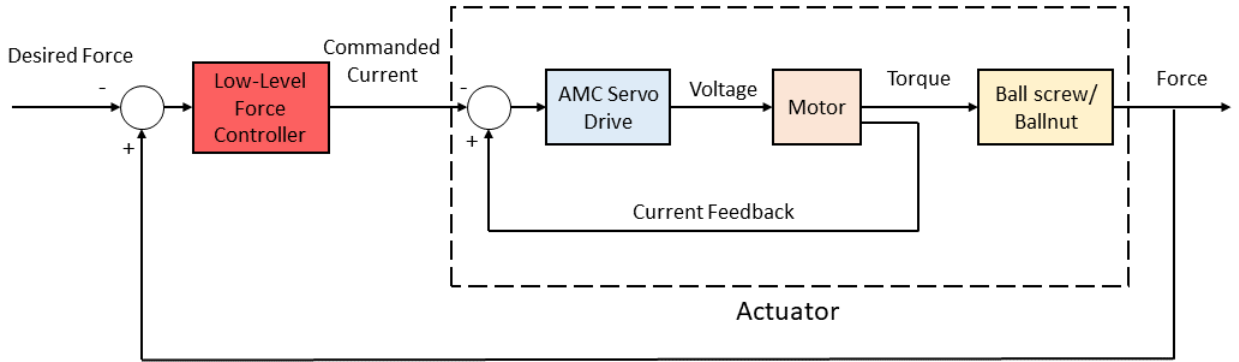 Desired Force
-
+
Low-Level
Force
Controller
Commanded
Current
-
+
AMC Servo
Drive
Voltage
Motor
Torque
Ball screw/
Ballnut
Force
Current Feedback
Actuator